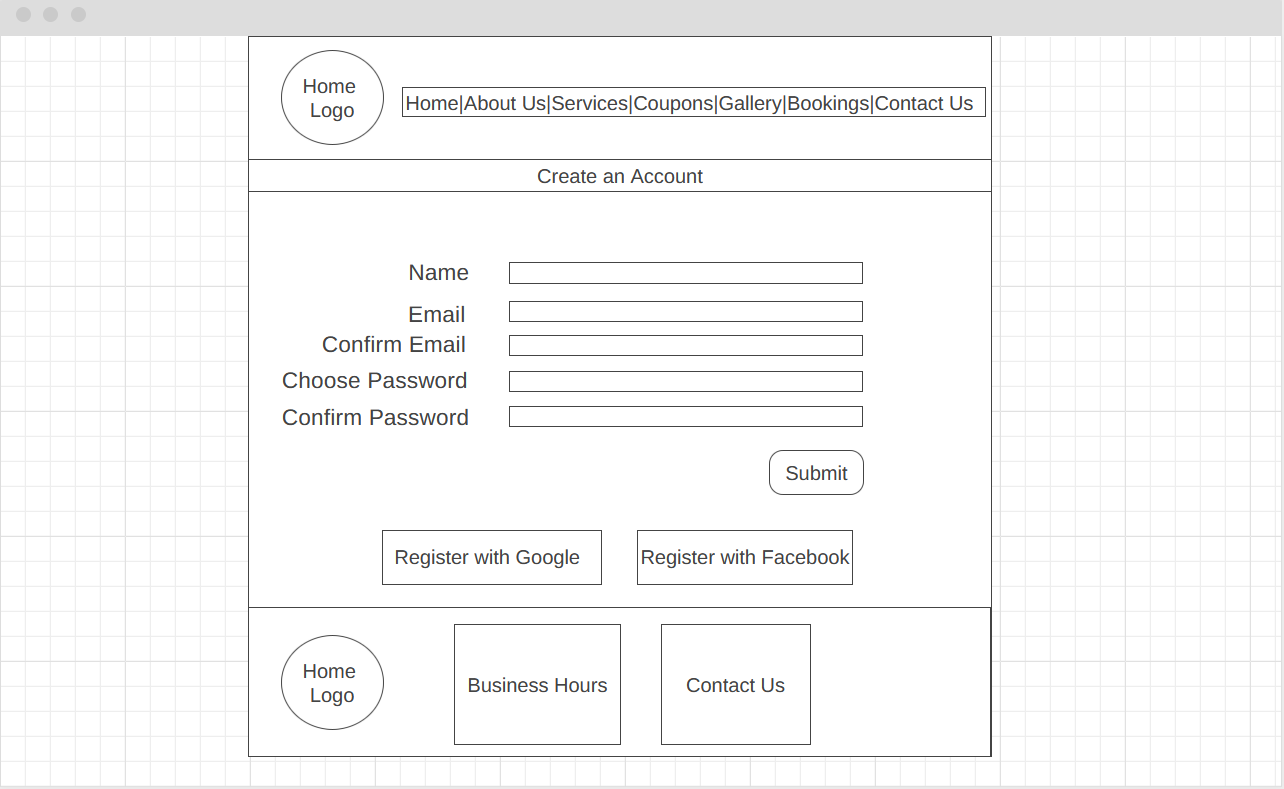 Home
Logo
Home|About Us|Services|Coupons|Gallery|Bookings|Contact Us
Create an Account
Name
Email
Confirm Email
Choose Password
Confirm Password
Submit
Register with Google
Register with Facebook
Home
Logo
Business Hours
Contact Us